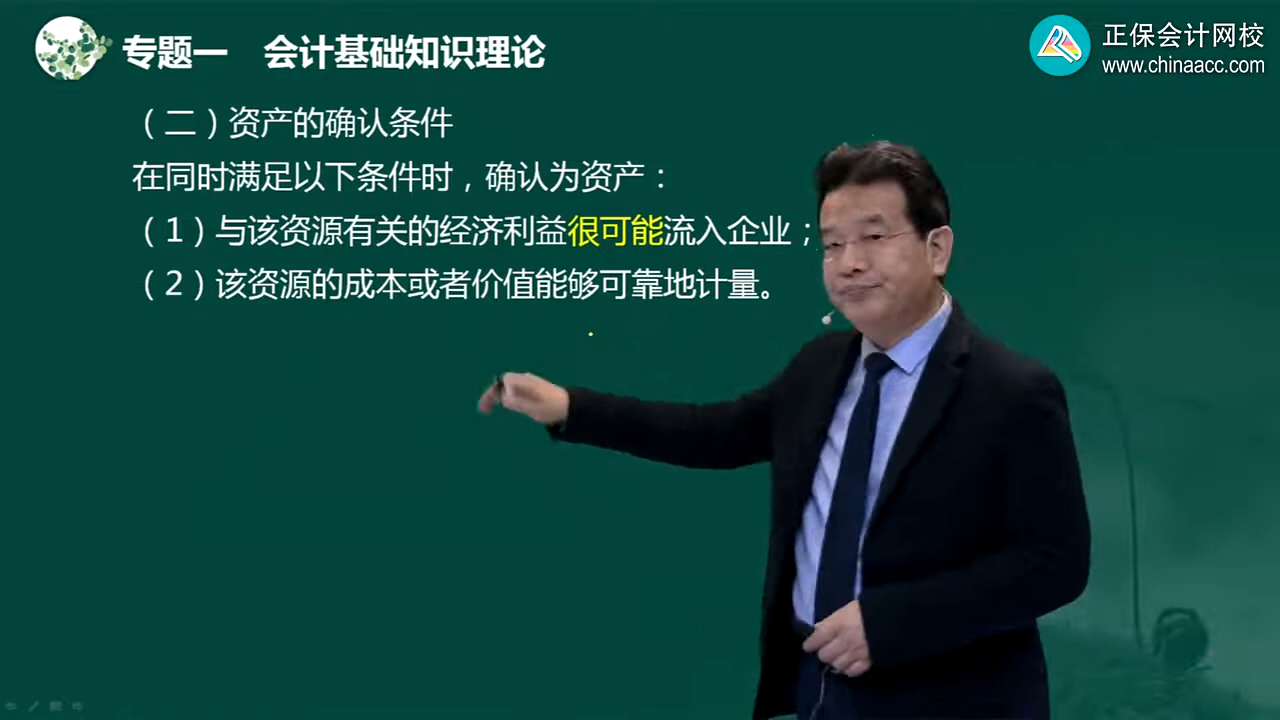 专题一 会计基础知识理论
正保会计网校
www.chinaacc.com
（二）资产的确认条件
在同时满足以下条件时，确认为资产：
（1）与该资源有关的经济利益很可能流入企业；
（2）该资源的成本或者价值能够可靠地计量。